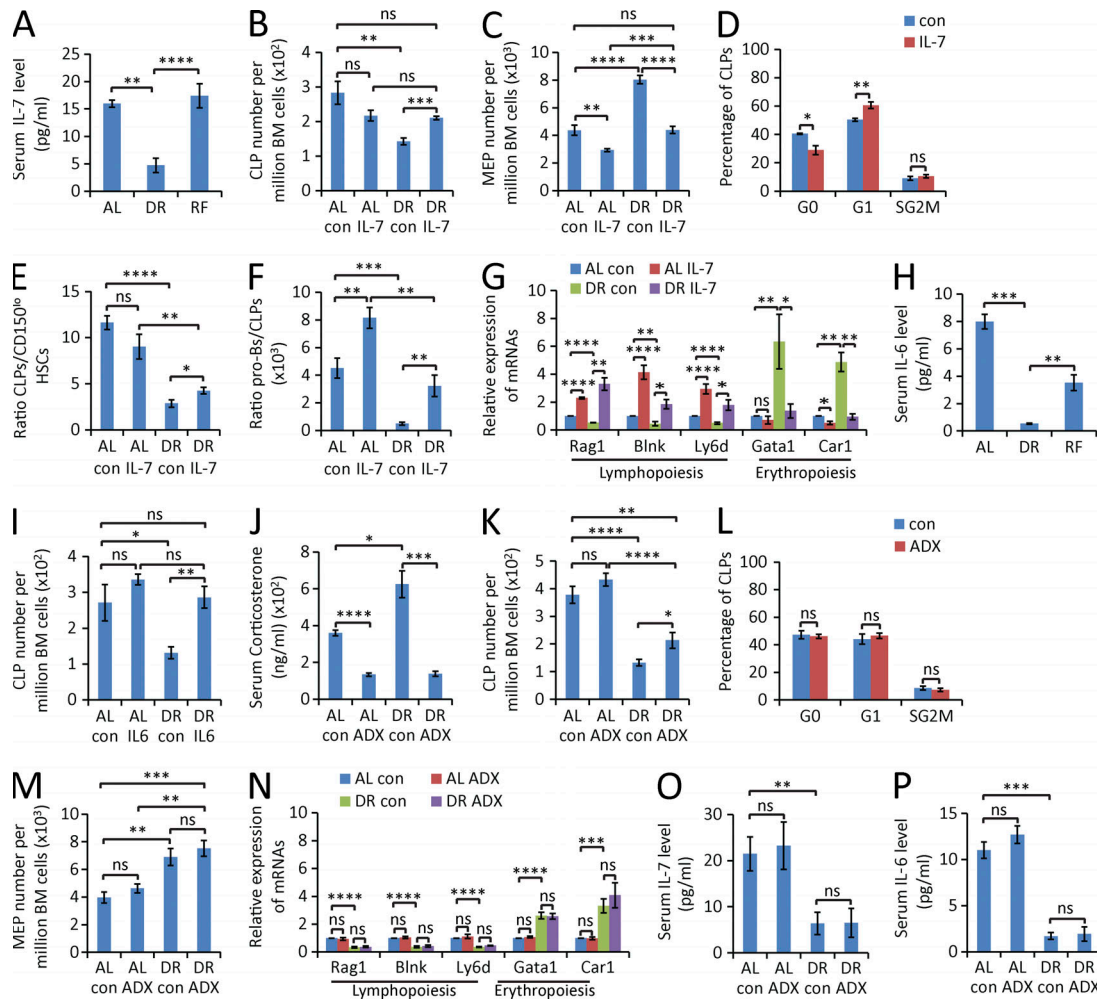 A
Serum IL-7 level
(pg/ml)
25
20
15
10
5
0
**
****
AL DR RF
B
CLP number per
million BM cells (x10²)
4
3
2
1
0
ns
**
ns
ns
***
AL AL DR DR
con IL-7 con IL-7
C
MEP number per
million BM cells (x10³)
10
8
6
4
2
0
ns
***
****
****
**
AL AL DR DR
con IL-7 con IL-7
D
Percentage of CLPs
100
80
60
40
20
0
con
IL-7
*
**
ns
G0 G1 SG2M
E
Ratio CLPs/CD150ˡᵒ
HSCs
15
10
5
0
****
ns
**
*
AL AL DR DR
con IL-7 con IL-7
F
Ratio pro-Bs/CLPs
(x10³)
12
10
8
6
4
2
0
***
**
**
**
AL AL DR DR
con IL-7 con IL-7
G
AL con AL IL-7
DR con DR IL-7
Relative expression
of mRNAs
10
8
6
4
2
0
****
**
****
**
****
*
****
****
*
**
*
ns
**
**
*
Rag1 Blnk Ly6d Gata1 Car1
Lymphopoiesis Erythropoiesis
H
Serum IL-6 level
(pg/ml)
10
8
6
4
2
0
***
**
AL DR RF
I
CLP number per
million BM cells (x10²)
4
3
2
1
0
ns
*
ns
ns
**
AL AL DR DR
con IL6 con IL6
J
Serum Corticosterone
(ng/ml) (x10²)
8
6
4
2
0
*
***
****
AL AL DR DR
con ADX con ADX
K
CLP number per
million BM cells (x10²)
5
4
3
2
1
0
**
****
ns
****
*
AL AL DR DR
con ADX con ADX
L
Percentage of CLPs
100
80
60
40
20
0
con
ADX
ns
ns
ns
G0 G1 SG2M
M
MEP number per
million BM cells (x10³)
10
8
6
4
2
0
***
**
**
ns
ns
AL AL DR DR
con ADX con ADX
N
AL con AL ADX
DR con DR ADX
Relative expression
of mRNAs
10
8
6
4
2
0
****
ns
ns
****
ns
ns
****
ns
ns
****
ns
ns
***
ns
ns
Rag1 Blnk Ly6d Gata1 Car1
Lymphopoiesis Erythropoiesis
O
Serum IL-7 level
(pg/ml)
30
20
10
0
**
ns
ns
AL AL DR DR
con ADX con ADX
P
Serum IL-6 level
(pg/ml)
15
10
5
0
***
ns
ns
AL AL DR DR
con ADX con ADX